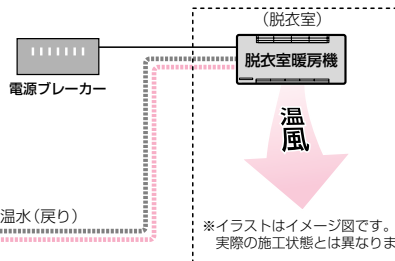 （脱衣室）
脱衣室暖房機
電源ブレーカー
温風
温水（戻り）
※イラストはイメージ図です。
実際の施工状態とは異なりま